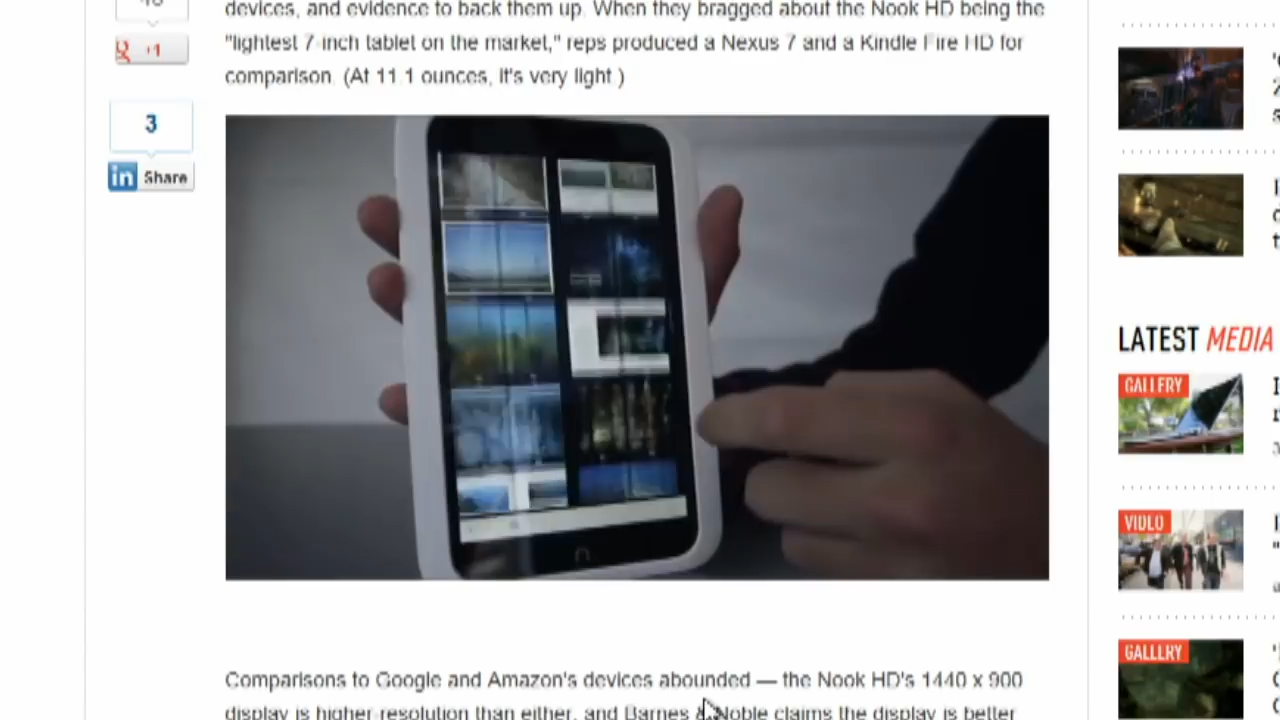 devices, and evidence to back them up. When they bragged about the Nook HD being the
"lightest 7-inch tablet on the market," reps produced a Nexus 7 and a Kindle Fire HD for
comparison. (At 11.1 ounces, it's very light.)
+1
3
in Share
LATEST MEDIA
GALLERY
VIDEO
GALLERY
Comparisons to Google and Amazon's devices abounded — the Nook HD's 1440 x 900
display is higher-resolution than either, and Barnes & Noble claims the display is better